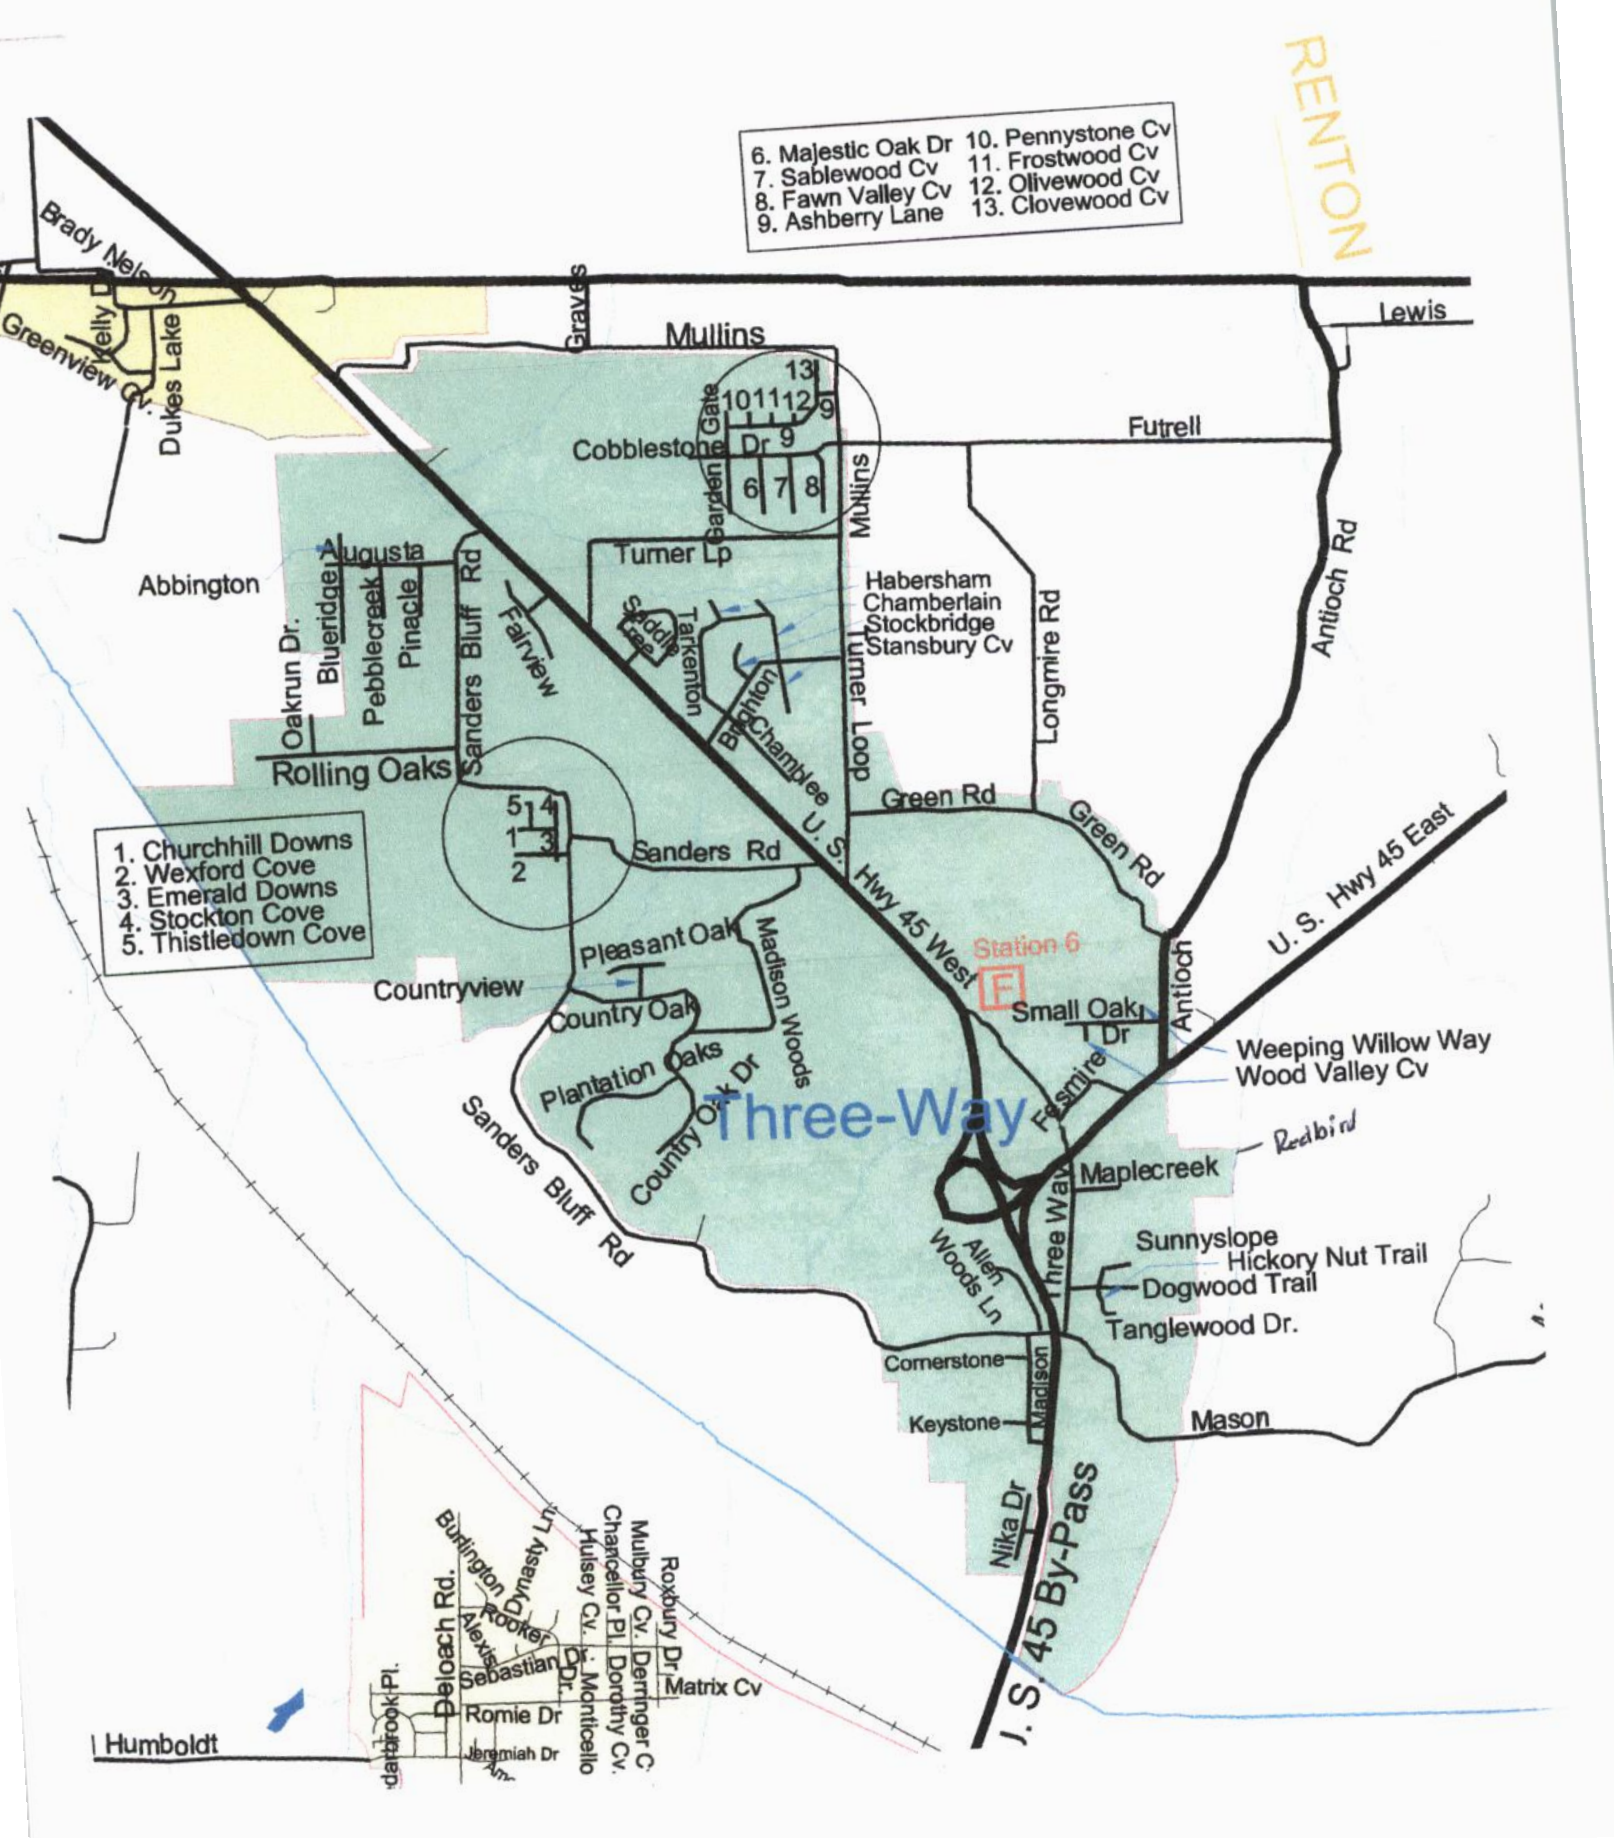 RENTON
6. Majestic Oak Dr 10. Pennystone Cv
7. Sablewood Cv 11. Frostwood Cv
8. Fawn Valley Cv 12. Olivewood Cv
9. Ashberry Lane 13. Clovewood Cv
Brady Nelson
Kelly D
Greenview Cv.
Dukes Lake
Graves
Mullins
Lewis
13
10 11 12 9
Garden Gate
Cobblestone Dr 9
6 7 8
Futrell
Mullins
Turner Lp
Augusta
Abbington
Blueridge
Pebblecreek
Pinacle
Sanders Bluff Rd
Fairview
Saddle
Tree
Tarkenton
Habersham
Chamberlain
Stockbridge
Stansbury Cv
Turner Loop
Longmire Rd
Antioch Rd
Oakrun Dr.
Rolling Oaks
Brighton
Chamblee
Green Rd
Green Rd
5 4
1 3
2
Sanders Rd
U. S. Hwy 45 West
U. S. Hwy 45 East
1. Churchhill Downs
2. Wexford Cove
3. Emerald Downs
4. Stockton Cove
5. Thistledown Cove
Pleasant Oak
Madison Woods
Station 6
F
Countryview
Country Oak
Small Oak
Dr
Antioch
Weeping Willow Way
Wood Valley Cv
Plantation Oaks
Country Oak Dr
Fesmire
Three-Way
Redbird
Sanders Bluff Rd
Maplecreek
Three Way
Allen
Woods Ln
Sunnyslope
Hickory Nut Trail
Dogwood Trail
Tanglewood Dr.
Cornerstone
Madison
Keystone
Mason
Nika Dr
J. S. 45 By-Pass
Burlington
Dynasty Ln.
Rooker
Alexis
Deloach Rd.
Sebastian Dr.
Dr.
Hulsey Cv.
Monticello
Chancellor Pl.
Dorothy Cv.
Mulbury Cv.
Derringer C
Roxbury Dr.
Matrix Cv
Romie Dr
Jeremiah Dr
darbrook Pl.
Humboldt